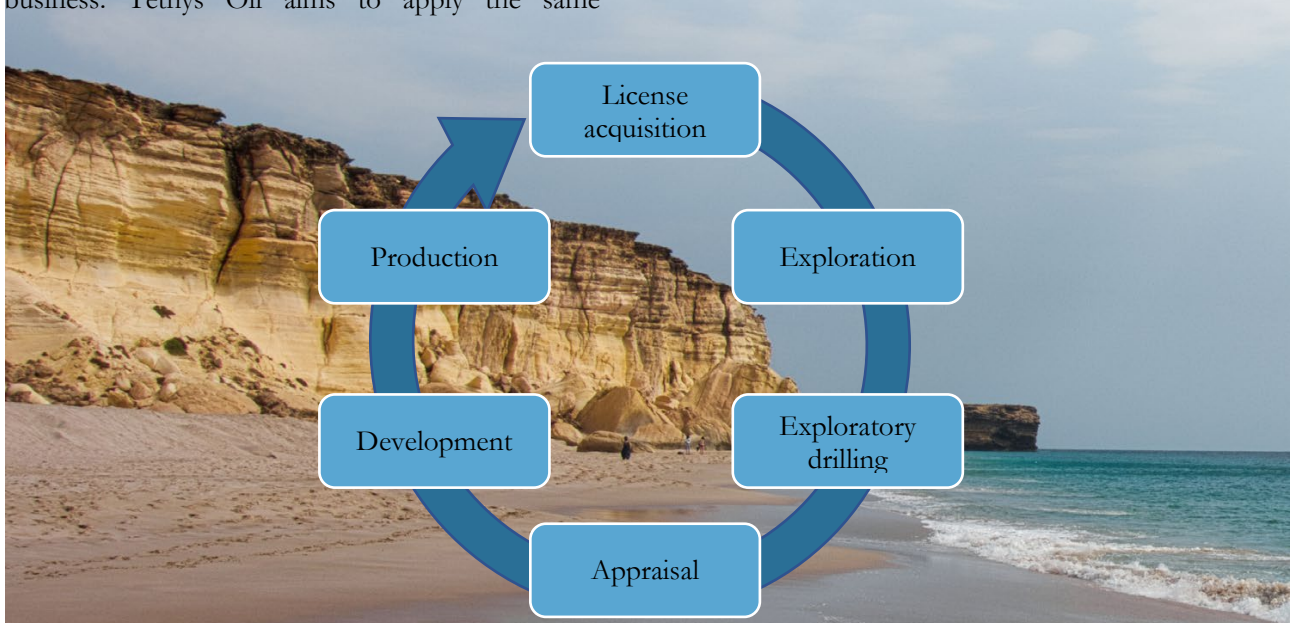 business. Tethys Oil aims to apply the same
License
acquisition
Exploration
Exploratory
drilling
Appraisal
Development
Production